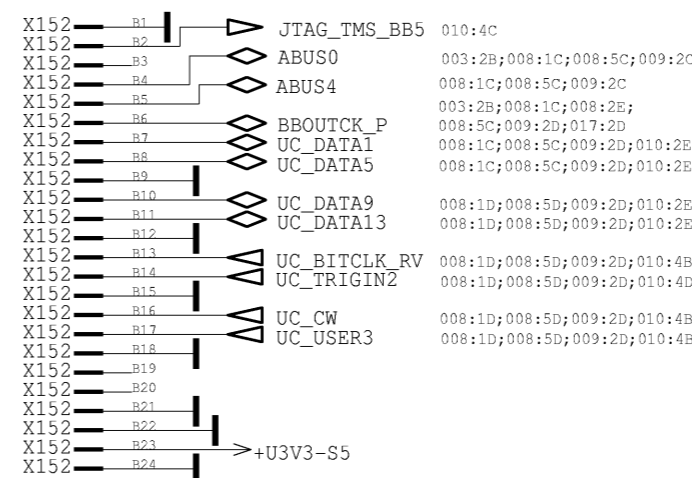 X152 B1 JTAG_TMS_BB5 010:4C
X152 B2
X152 B3 ABUS0 003:2B;008:1C;008:5C;009:2C
X152 B4 ABUS4 008:1C;008:5C;009:2C
X152 B5 003:2B;008:1C;008:2E;
X152 B6 BBOUTCK_P 008:5C;009:2D;017:2D
X152 B7 UC_DATA1 008:1C;008:5C;009:2D;010:2E
X152 B8 UC_DATA5 008:1C;008:5C;009:2D;010:2E
X152 B9
X152 B10 UC_DATA9 008:1D;008:5D;009:2D;010:2E
X152 B11 UC_DATA13 008:1D;008:5D;009:2D;010:2E
X152 B12
X152 B13 UC_BITCLK_RV 008:1D;008:5D;009:2D;010:4B
X152 B14 UC_TRIGIN2 008:1D;008:5D;009:2D;010:4D
X152 B15
X152 B16 UC_CW 008:1D;008:5D;009:2D;010:4B
X152 B17 UC_USER3 008:1D;008:5D;009:2D;010:4B
X152 B18
X152 B19
X152 B20
X152 B21
X152 B22
X152 B23 +U3V3-S5
X152 B24